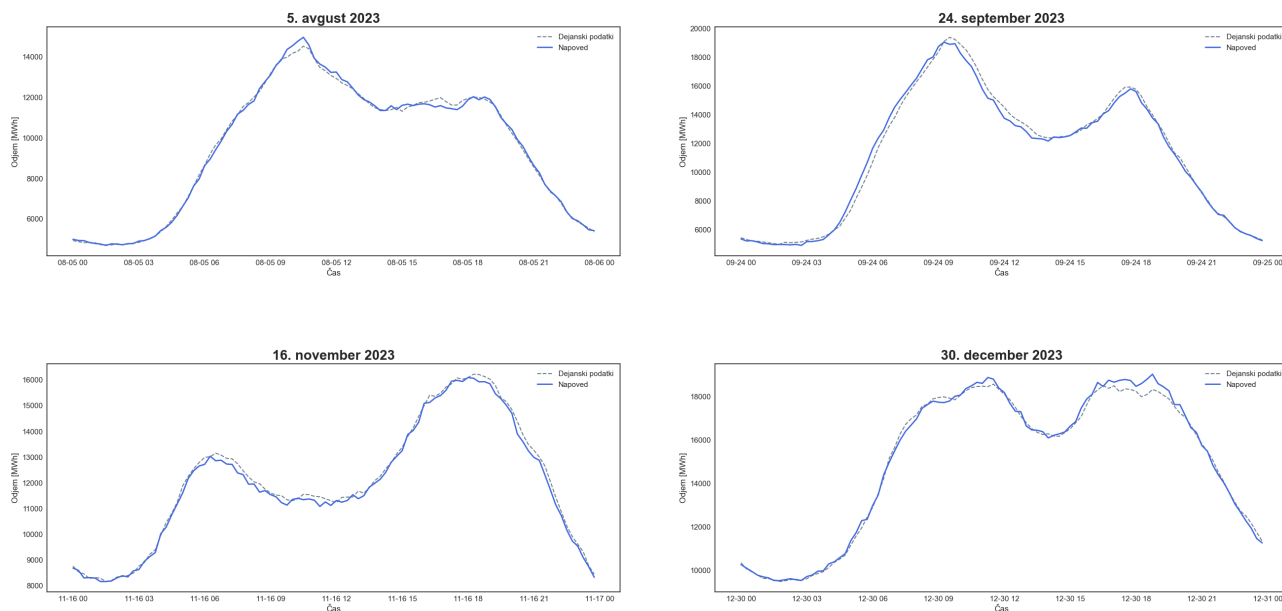 5. avgust 2023
Dejanski podatki
Napoved
Odjem [MWh]
14000
12000
10000
8000
6000
08-05 00 08-05 03 08-05 06 08-05 09 08-05 12 08-05 15 08-05 18 08-05 21 08-06 00
Čas
24. september 2023
Dejanski podatki
Napoved
Odjem [MWh]
20000
18000
16000
14000
12000
10000
8000
6000
09-24 00 09-24 03 09-24 06 09-24 09 09-24 12 09-24 15 09-24 18 09-24 21 09-25 00
Čas
16. november 2023
Dejanski podatki
Napoved
Odjem [MWh]
16000
15000
14000
13000
12000
11000
10000
9000
8000
11-16 00 11-16 03 11-16 06 11-16 09 11-16 12 11-16 15 11-16 18 11-16 21 11-17 00
Čas
30. december 2023
Dejanski podatki
Napoved
Odjem [MWh]
18000
16000
14000
12000
10000
12-30 00 12-30 03 12-30 06 12-30 09 12-30 12 12-30 15 12-30 18 12-30 21 12-31 00
Čas